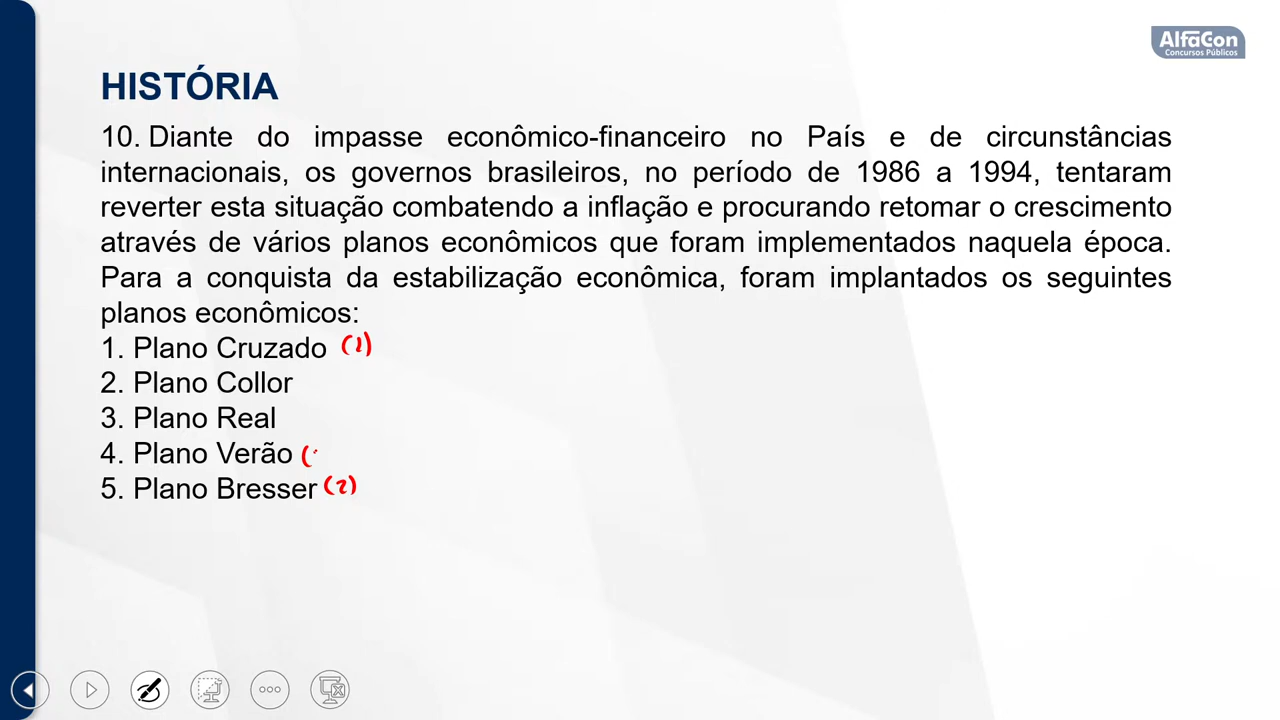 AlfaCon
Concursos Públicos
HISTÓRIA
10. Diante do impasse econômico-financeiro no País e de circunstâncias
internacionais, os governos brasileiros, no período de 1986 a 1994, tentaram
reverter esta situação combatendo a inflação e procurando retomar o crescimento
através de vários planos econômicos que foram implementados naquela época.
Para a conquista da estabilização econômica, foram implantados os seguintes
planos econômicos:
1. Plano Cruzado (1)
2. Plano Collor
3. Plano Real
4. Plano Verão (
5. Plano Bresser (2)